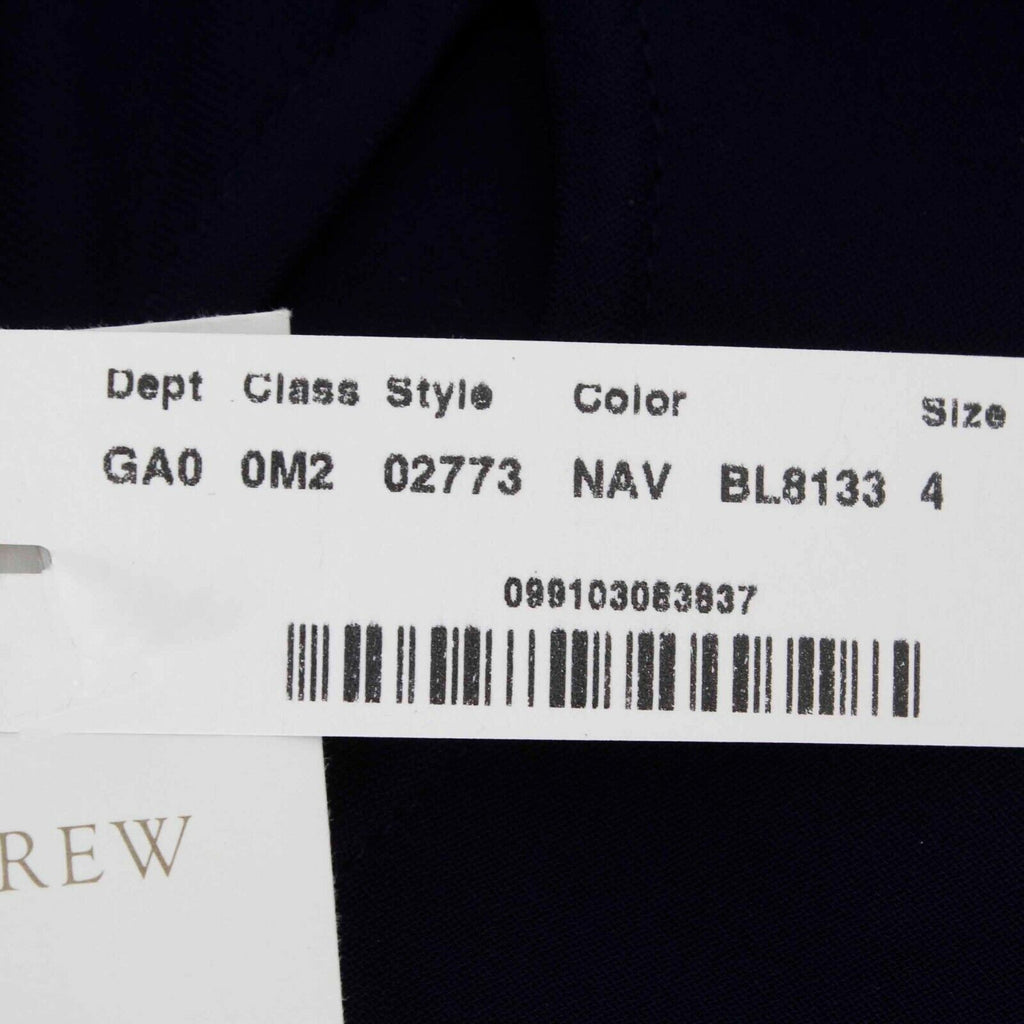 Dept Class Style Color Size
GA0 0M2 02773 NAV BL8133 4
099103083837
REW